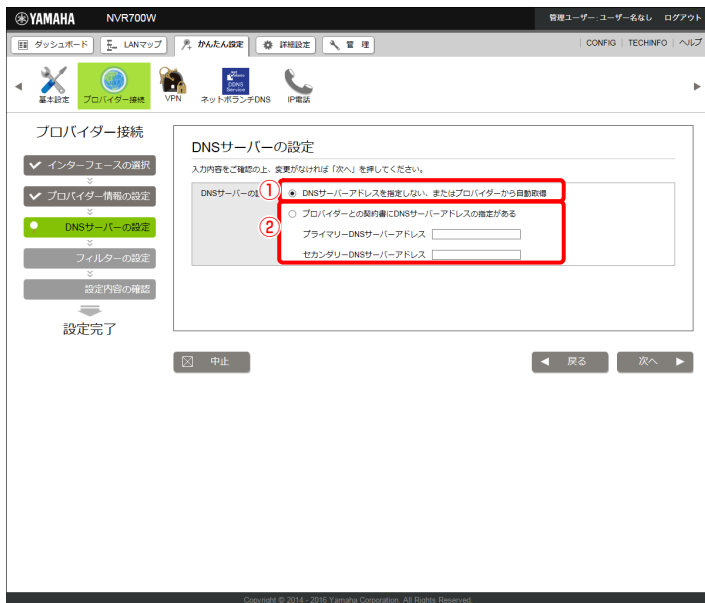 YAMAHA NVR700W 管理ユーザー:ユーザー名なし ログアウト
ダッシュボード LANマップ かんたん設定 詳細設定 管 理 CONFIG TECHINFO ヘルプ
基本設定 プロバイダー接続 VPN ネットボランチDNS IP電話
DDNS
Service
プロバイダー接続
インターフェースの選択
プロバイダー情報の設定
DNSサーバーの設定
フィルターの設定
設定内容の確認
設定完了
DNSサーバーの設定
入力内容をご確認の上、変更がなければ「次へ」を押してください。
DNSサーバーの設 ① DNSサーバーアドレスを指定しない、またはプロバイダーから自動取得
② プロバイダーとの契約書にDNSサーバーアドレスの指定がある
プライマリーDNSサーバーアドレス
セカンダリーDNSサーバーアドレス
中止 戻る 次へ
Copyright © 2014 - 2016 Yamaha Corporation. All Rights Reserved.